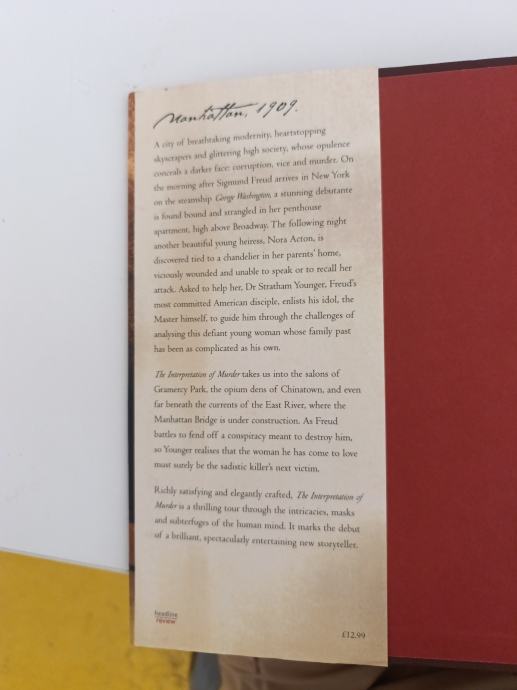 Manhattan, 1909.
A city of breathtaking modernity, heartstopping
skyscrapers and glittering high society, whose opulence
conceals a darker face: corruption, vice and murder. On
the morning after Sigmund Freud arrives in New York
on the steamship George Washington, a stunning debutante
is found bound and strangled in her penthouse
apartment, high above Broadway. The following night
another beautiful young heiress, Nora Acton, is
discovered tied to a chandelier in her parents' home,
viciously wounded and unable to speak or to recall her
attack. Asked to help her, Dr Stratham Younger, Freud's
most committed American disciple, enlists his idol, the
Master himself, to guide him through the challenges of
analysing this defiant young woman whose family past
has been as complicated as his own.
The Interpretation of Murder takes us into the salons of
Gramercy Park, the opium dens of Chinatown, and even
far beneath the currents of the East River, where the
Manhattan Bridge is under construction. As Freud
battles to fend off a conspiracy meant to destroy him,
so Younger realises that the woman he has come to love
must surely be the sadistic killer's next victim.
Richly satisfying and elegantly crafted, The Interpretation of
Murder is a thrilling tour through the intricacies, masks
and subterfuges of the human mind. It marks the debut
of a brilliant, spectacularly entertaining new storyteller.
headline
review
£12.99